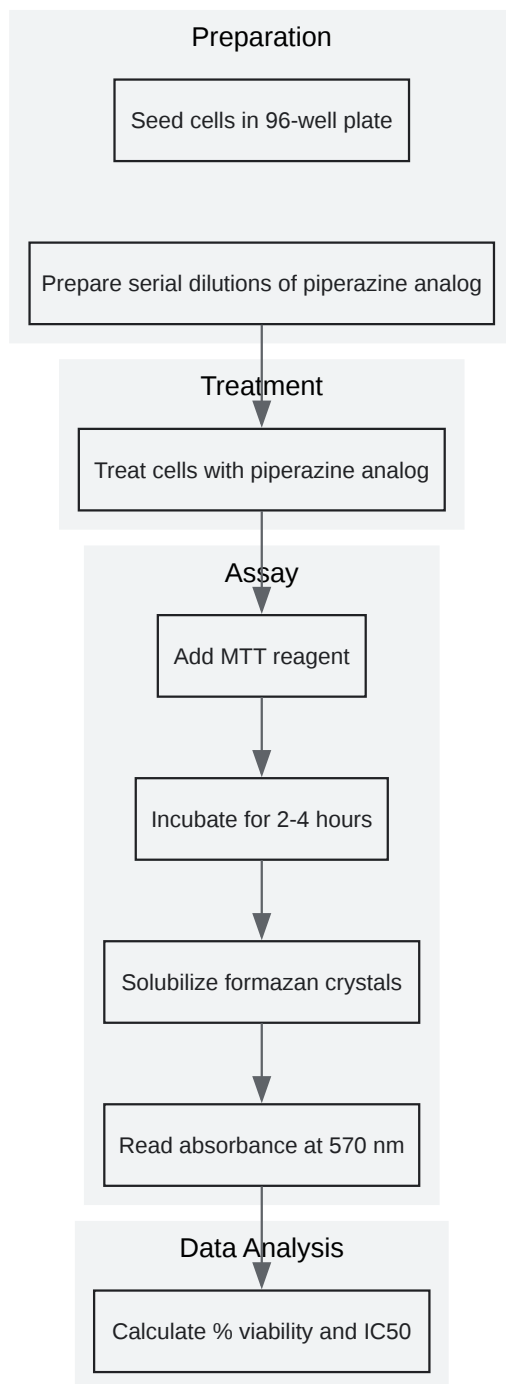 Preparation
Seed cells in 96-well plate
Prepare serial dilutions of piperazine analog
Treatment
Treat cells with piperazine analog
Assay
Add MTT reagent
Incubate for 2-4 hours
Solubilize formazan crystals
Read absorbance at 570 nm
Data Analysis
Calculate % viability and IC50